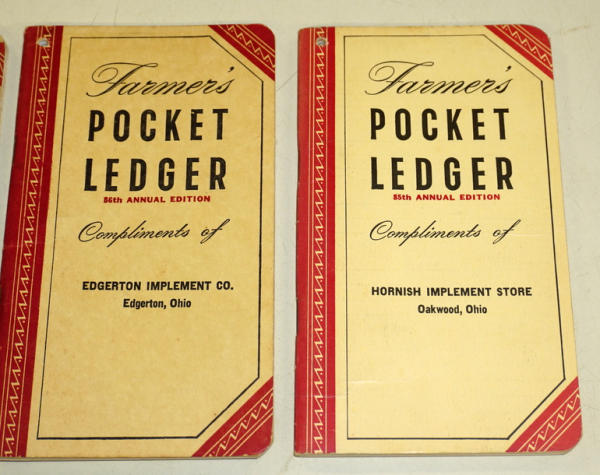 Farmer's
POCKET
LEDGER
86th ANNUAL EDITION
Compliments of
EDGERTON IMPLEMENT CO.
Edgerton, Ohio
Farmer's
POCKET
LEDGER
85th ANNUAL EDITION
Compliments of
HORNISH IMPLEMENT STORE
Oakwood, Ohio